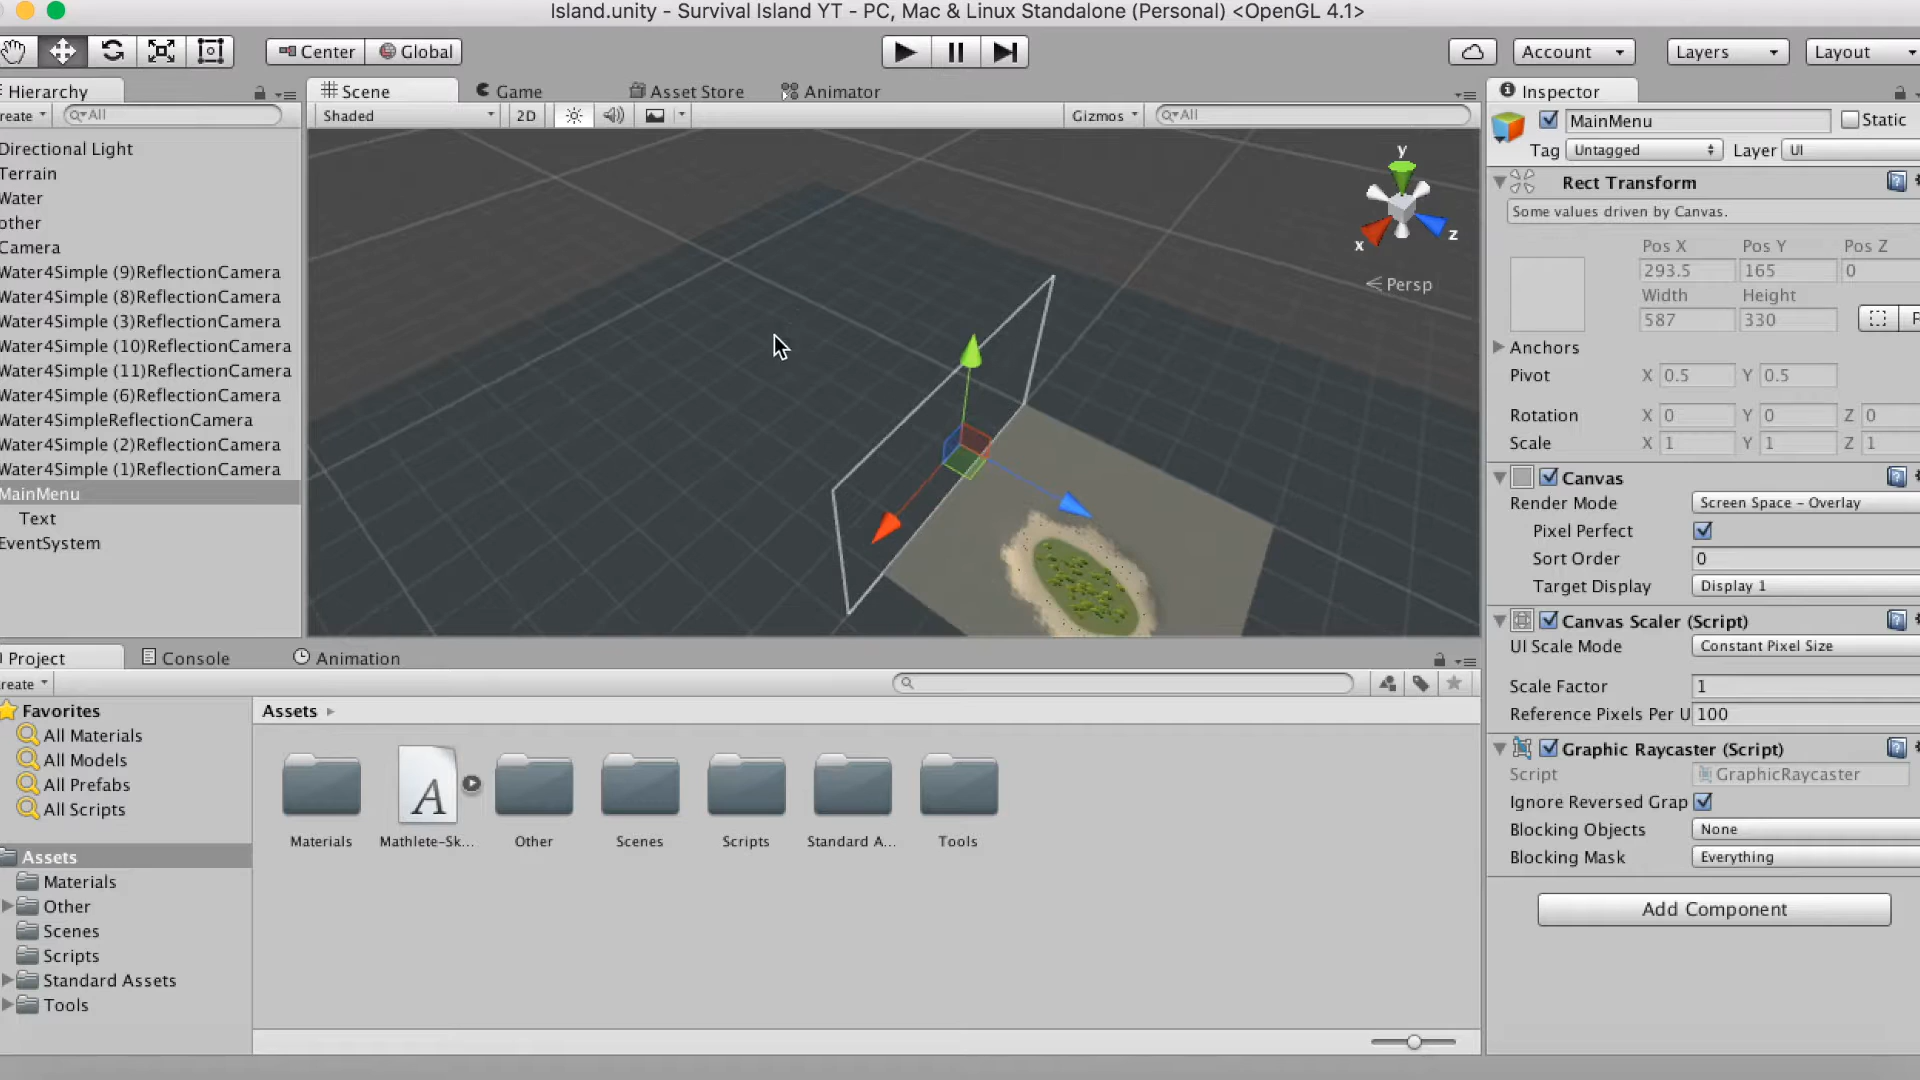 Island.unity - Survival Island YT - PC, Mac & Linux Standalone (Personal) <OpenGL 4.1>
Center Global Account Layers Layout
Hierarchy
reate All
Directional Light
Terrain
Water
other
Camera
Water4Simple (9)ReflectionCamera
Water4Simple (8)ReflectionCamera
Water4Simple (3)ReflectionCamera
Water4Simple (10)ReflectionCamera
Water4Simple (11)ReflectionCamera
Water4Simple (6)ReflectionCamera
Water4SimpleReflectionCamera
Water4Simple (2)ReflectionCamera
Water4Simple (1)ReflectionCamera
MainMenu
Text
EventSystem
Scene Game Asset Store Animator
Shaded 2D Gizmos All
y
x
z
Persp
Inspector
MainMenu Static
Tag Untagged Layer UI
Rect Transform
Some values driven by Canvas.
Pos X Pos Y Pos Z
293.5 165 0
Width Height
587 330
Anchors
Pivot X 0.5 Y 0.5
Rotation X 0 Y 0 Z 0
Scale X 1 Y 1 Z 1
Canvas
Render Mode Screen Space - Overlay
Pixel Perfect
Sort Order 0
Target Display Display 1
Canvas Scaler (Script)
UI Scale Mode Constant Pixel Size
Scale Factor 1
Reference Pixels Per U 100
Graphic Raycaster (Script)
Script GraphicRaycaster
Ignore Reversed Grap
Blocking Objects None
Blocking Mask Everything
Add Component
Project Console Animation
reate
Favorites
All Materials
All Models
All Prefabs
All Scripts
Assets
Materials
Other
Scenes
Scripts
Standard Assets
Tools
Assets
A
Materials Mathlete-Sk... Other Scenes Scripts Standard A... Tools